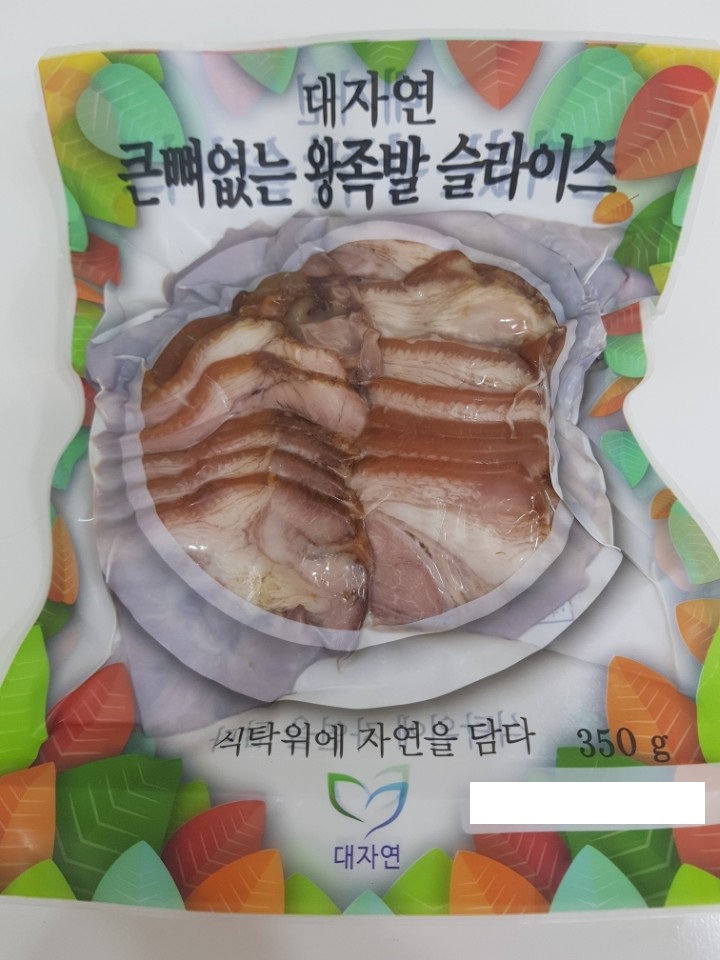 대자연
큰뼈없는 왕족발 슬라이스
식탁위에 자연을 담다
350 g
대자연